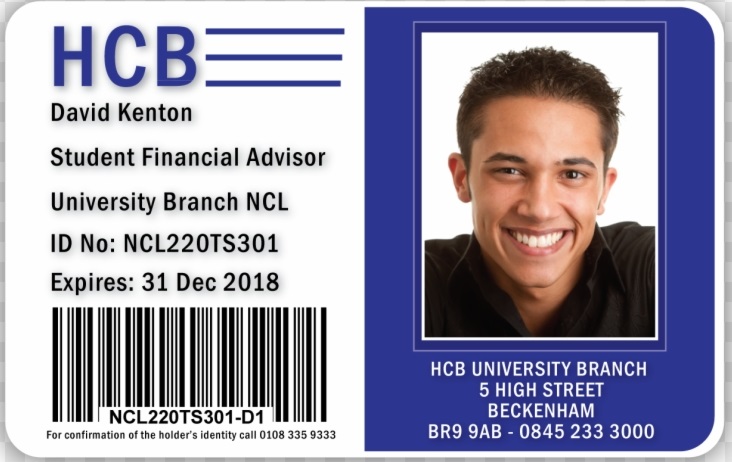 HCB
David Kenton
Student Financial Advisor
University Branch NCL
ID No: NCL220TS301
Expires: 31 Dec 2018
NCL220TS301-D1
For confirmation of the holder's identity call 0108 335 9333
HCB UNIVERSITY BRANCH
5 HIGH STREET
BECKENHAM
BR9 9AB - 0845 233 3000